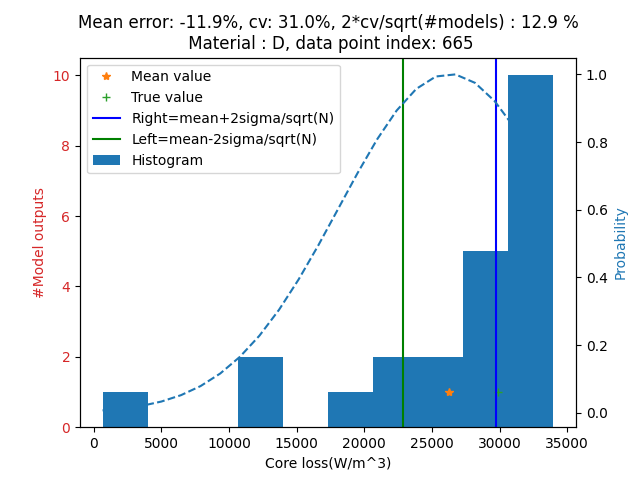 Mean error: -11.9%, cv: 31.0%, 2*cv/sqrt(#models) : 12.9 %
Material : D, data point index: 665
Mean value
True value
Right=mean+2sigma/sqrt(N)
Left=mean-2sigma/sqrt(N)
Histogram
10
8
6
4
2
0
#Model outputs
1.0
0.8
0.6
0.4
0.2
0.0
Probability
0 5000 10000 15000 20000 25000 30000 35000
Core loss(W/m^3)